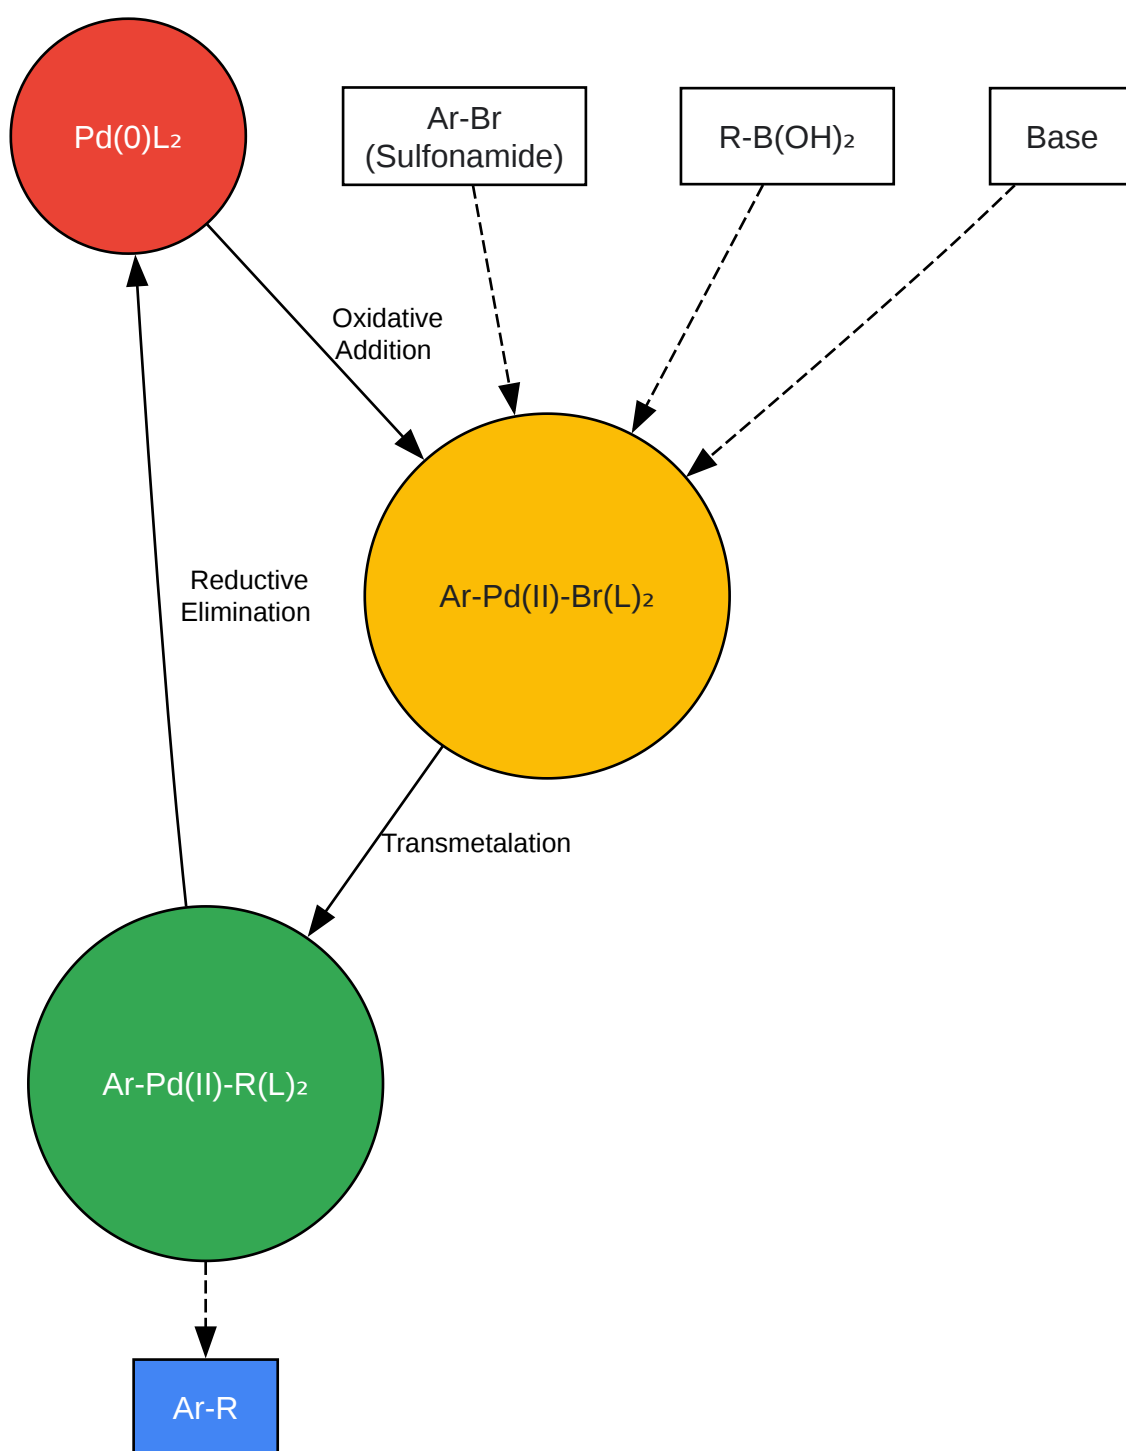 Pd(0)L₂
Ar-Br
(Sulfonamide)
R-B(OH)₂
Base
Oxidative
Addition
Reductive
Elimination
Ar-Pd(II)-Br(L)₂
Transmetalation
Ar-Pd(II)-R(L)₂
Ar-R